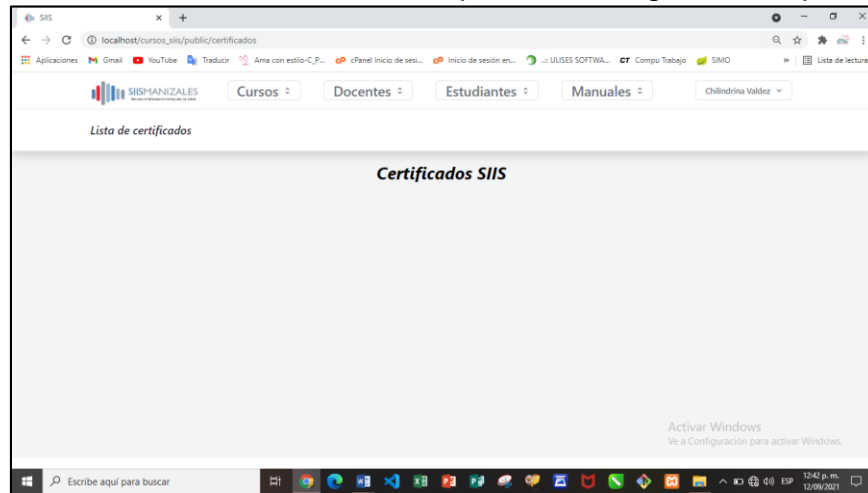 SIIS
localhost/cursos_siis/public/certificados
Aplicaciones Gmail YouTube Traducir Ama con estilo-C_P... cPanel Inicio de sesi... Inicio de sesión en... ..: ULISES SOFTWA... CT Compu Trabajo SIMO » Lista de lectura
SIISMANIZALES Cursos Docentes Estudiantes Manuales Chilindrina Valdez
Lista de certificados
Certificados SIIS
Activar Windows
Ve a Configuración para activar Windows.
Escribe aquí para buscar ESP 12:42 p. m.
12/09/2021